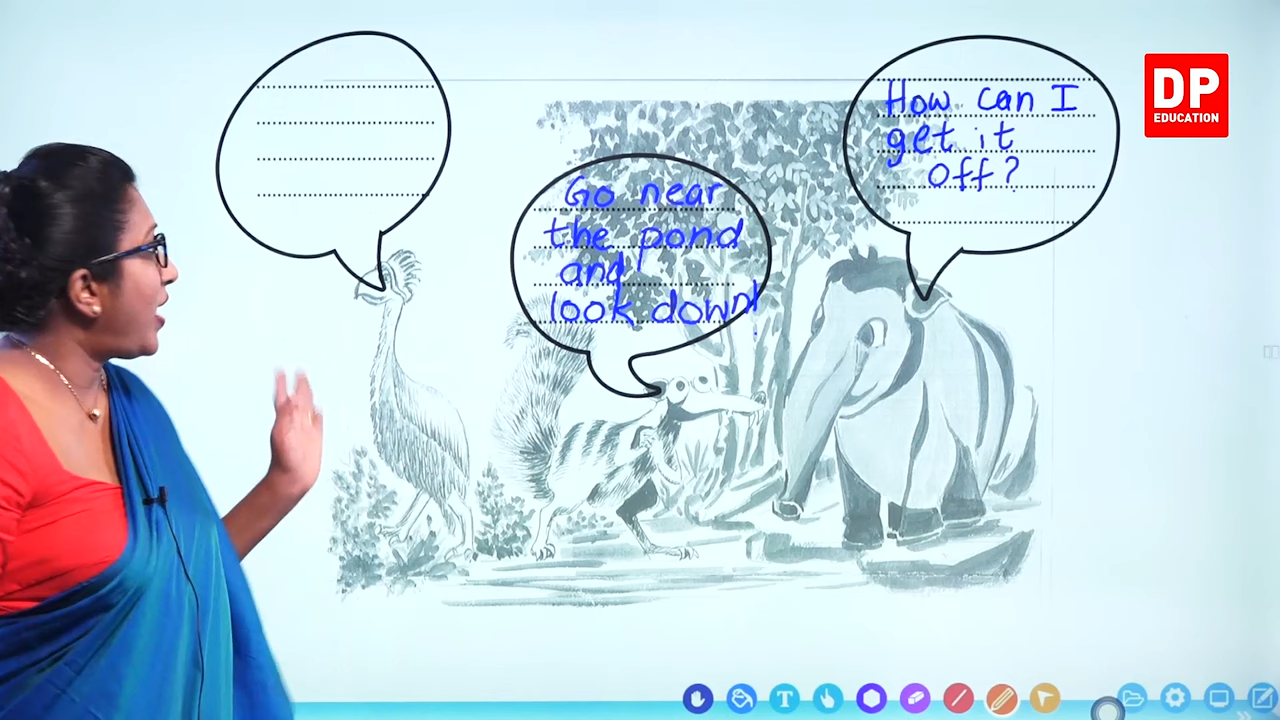 How can I
get it
off?
Go near
the pond
and
look down!
DP
EDUCATION